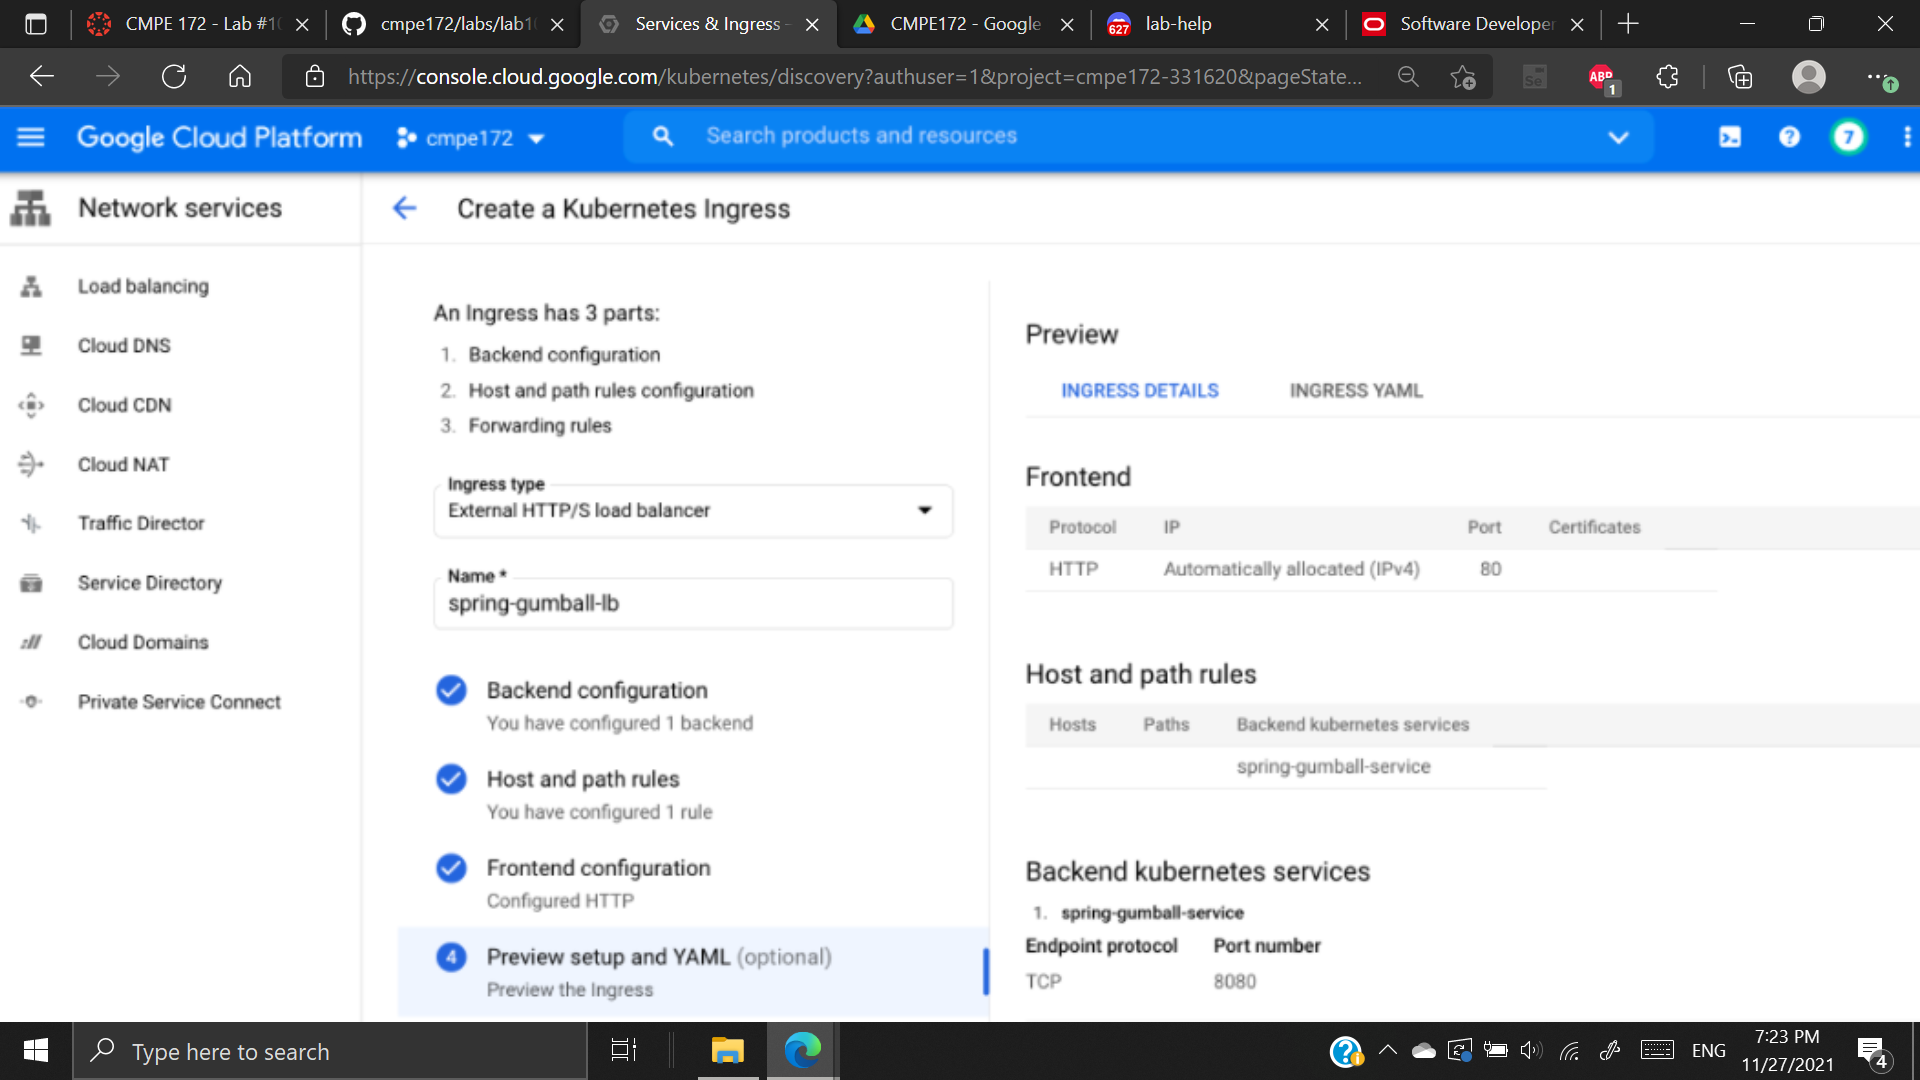 CMPE 172 - Lab #10
cmpe172/labs/lab10
Services & Ingress -
CMPE172 - Google
627
lab-help
Software Developer
https://console.cloud.google.com/kubernetes/discovery?authuser=1&project=cmpe172-331620&pageState...
Se
ABP
1
Google Cloud Platform
cmpe172
Search products and resources
?
7
Network services
Create a Kubernetes Ingress
Load balancing
Cloud DNS
Cloud CDN
Cloud NAT
Traffic Director
Service Directory
Cloud Domains
Private Service Connect
An Ingress has 3 parts:
1. Backend configuration
2. Host and path rules configuration
3. Forwarding rules
Ingress type
External HTTP/S load balancer
Name *
spring-gumball-lb
Backend configuration
You have configured 1 backend
Host and path rules
You have configured 1 rule
Frontend configuration
Configured HTTP
4 Preview setup and YAML (optional)
Preview the Ingress
Preview
INGRESS DETAILS INGRESS YAML
Frontend
Protocol IP Port Certificates
HTTP Automatically allocated (IPv4) 80
Host and path rules
Hosts Paths Backend kubernetes services
spring-gumball-service
Backend kubernetes services
1. spring-gumball-service
Endpoint protocol Port number
TCP 8080
Type here to search
?
ENG
7:23 PM
11/27/2021
4